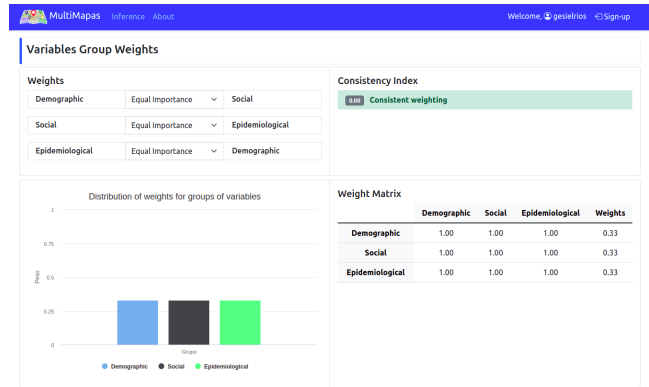 MultiMapas Inference About Welcome, gesielrios Sign-up
Variables Group Weights
Weights
Demographic Equal Importance Social
Social Equal Importance Epidemiological
Epidemiological Equal Importance Demographic
Consistency Index
0.00 Consistent weighting
Distribution of weights for groups of variables
1
0.75
0.5
0.25
0
Peso
Grupo
Demographic Social Epidemiological
Weight Matrix
Demographic Social Epidemiological Weights
Demographic 1.00 1.00 1.00 0.33
Social 1.00 1.00 1.00 0.33
Epidemiological 1.00 1.00 1.00 0.33